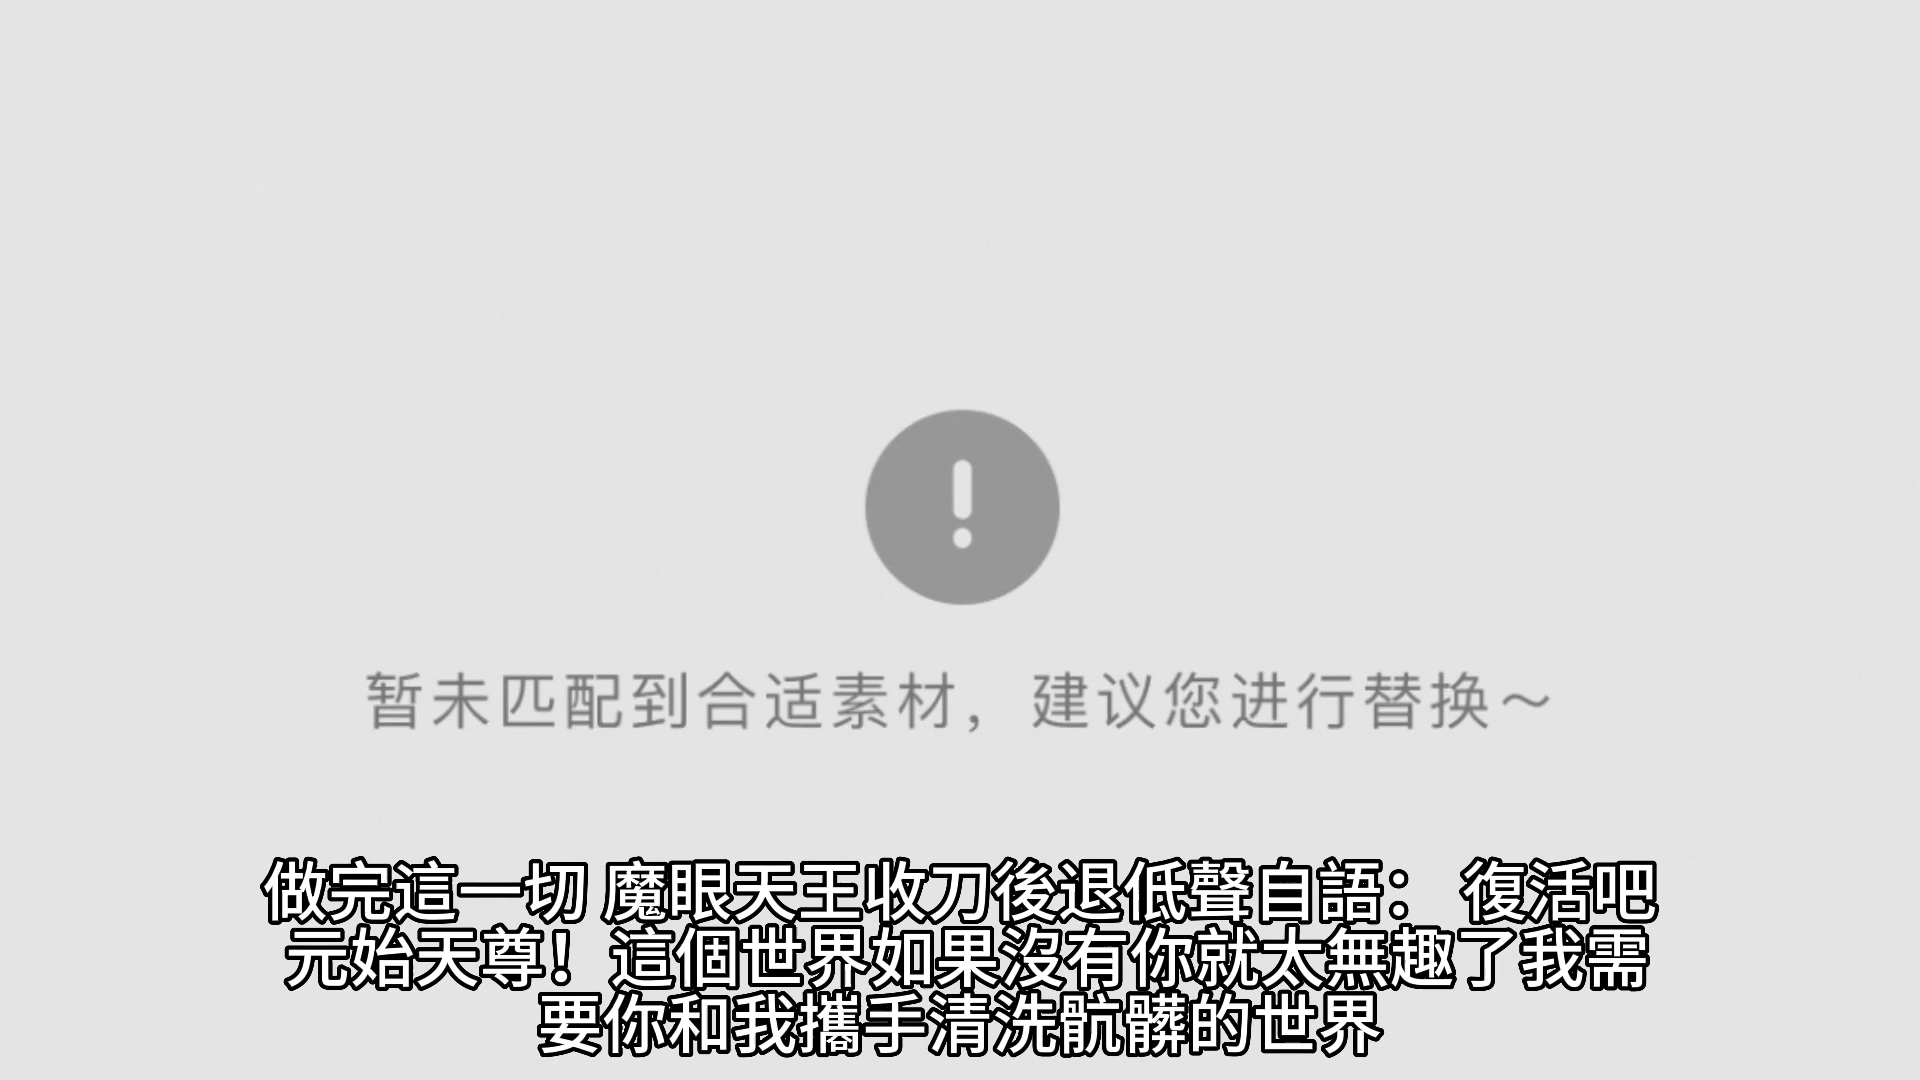 暂未匹配到合适素材，建议您进行替换～
做完這一切 魔眼天王收刀後退低聲自語： 復活吧
元始天尊！這個世界如果沒有你就太無趣了我需
要你和我攜手清洗骯髒的世界